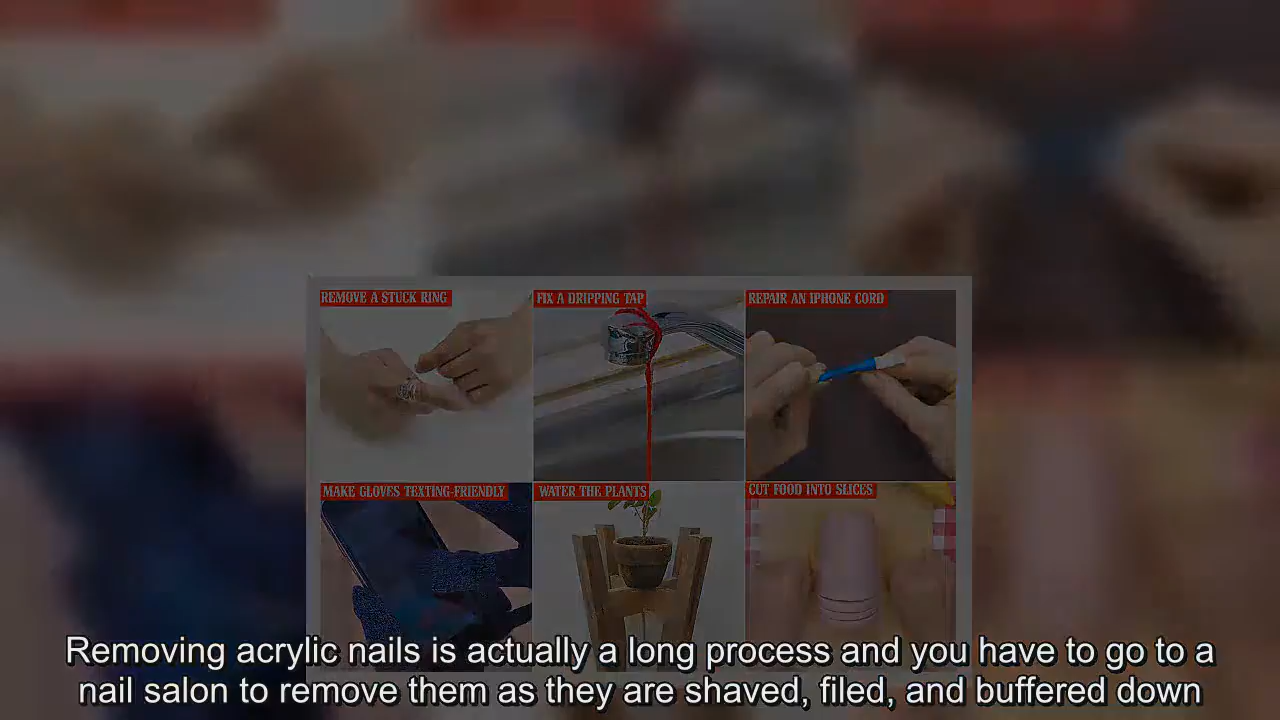 REMOVE A STUCK RING
FIX A DRIPPING TAP
REPAIR AN IPHONE CORD
MAKE GLOVES TEXTING-FRIENDLY
WATER THE PLANTS
CUT FOOD INTO SLICES
Removing acrylic nails is actually a long process and you have to go to a
nail salon to remove them as they are shaved, filed, and buffered down